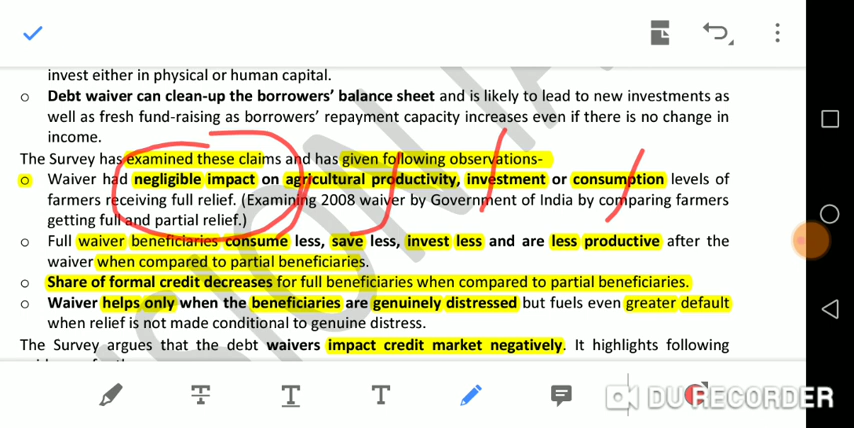 invest either in physical or human capital.
o Debt waiver can clean-up the borrowers' balance sheet and is likely to lead to new investments as
well as fresh fund-raising as borrowers' repayment capacity increases even if there is no change in
income.
The Survey has examined these claims and has given following observations-
o Waiver had negligible impact on agricultural productivity, investment or consumption levels of
farmers receiving full relief. (Examining 2008 waiver by Government of India by comparing farmers
getting full and partial relief.)
o Full waiver beneficiaries consume less, save less, invest less and are less productive after the
waiver when compared to partial beneficiaries.
o Share of formal credit decreases for full beneficiaries when compared to partial beneficiaries.
o Waiver helps only when the beneficiaries are genuinely distressed but fuels even greater default
when relief is not made conditional to genuine distress.
The Survey argues that the debt waivers impact credit market negatively. It highlights following
T T T
DU RECORDER